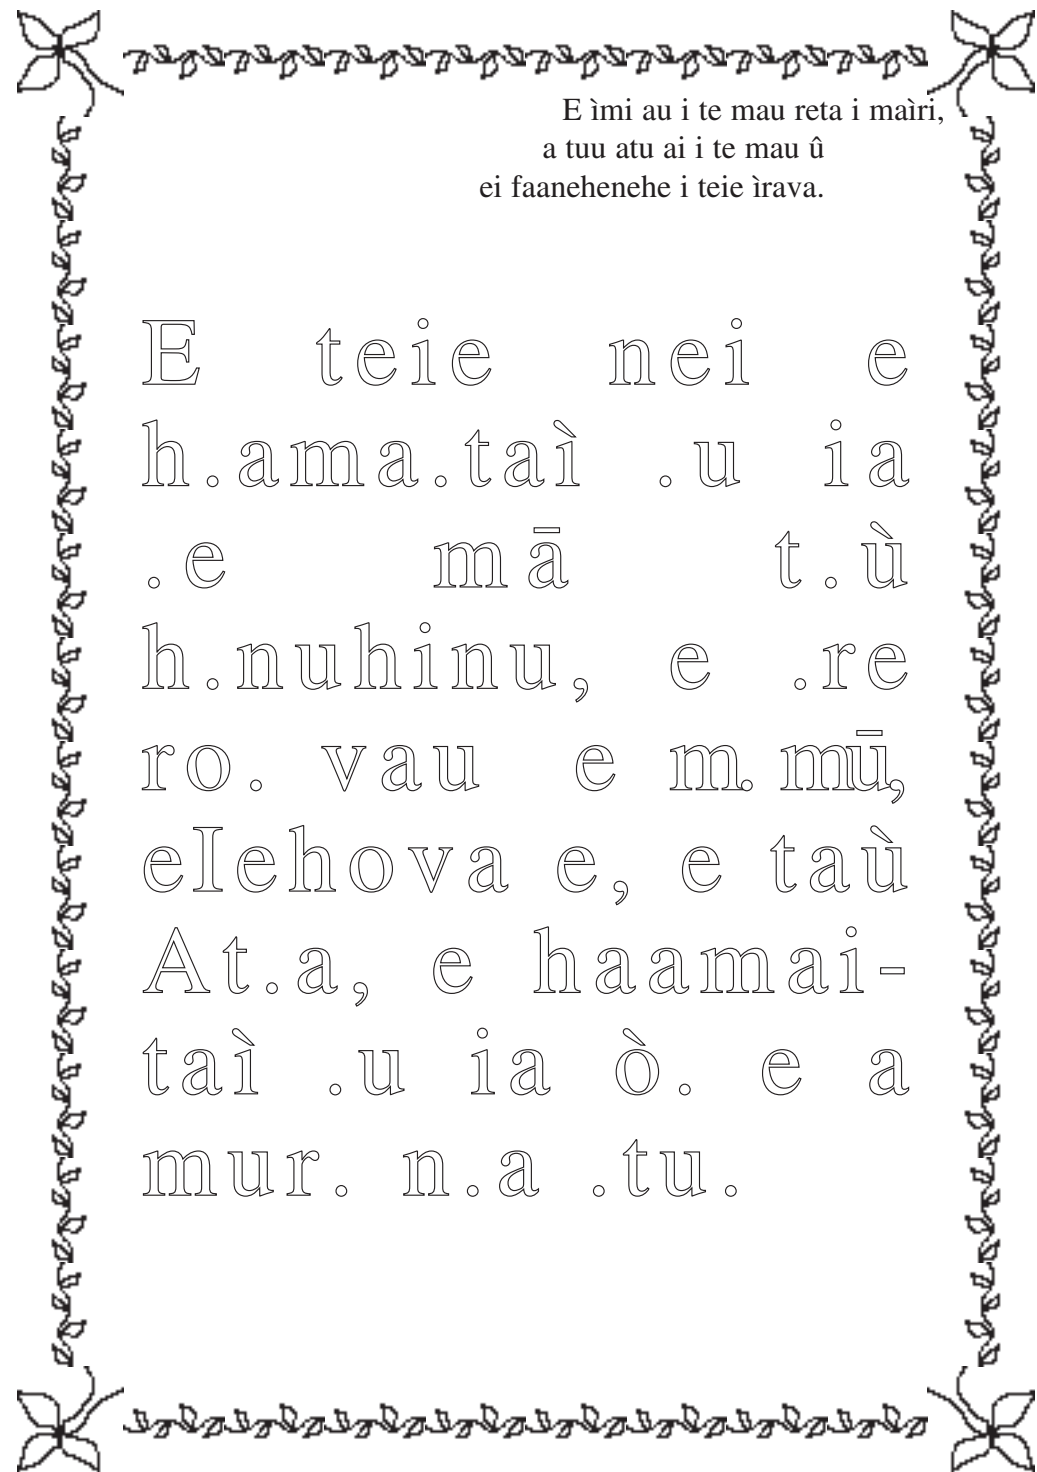 E ìmi au i te mau reta i maìri,
a tuu atu ai i te mau û
ei faanehenehe i teie ìrava.
E teie nei e
h.ama.taì .u ia
.e mā t.ù
h.nuhinu, e .re
ro. vau e m. mū,
eIehova e, e taù
At.a, e haamai-
taì .u ia ò. e a
mur. n.a .tu.